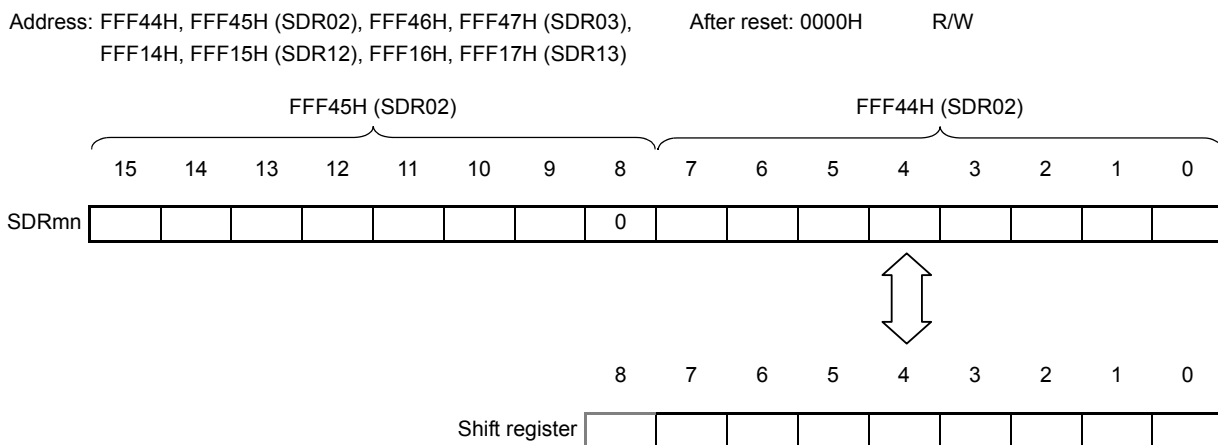 Address: FFF44H, FFF45H (SDR02), FFF46H, FFF47H (SDR03), After reset: 0000H R/W
FFF14H, FFF15H (SDR12), FFF16H, FFF17H (SDR13)
FFF45H (SDR02) FFF44H (SDR02)
15 14 13 12 11 10 9 8 7 6 5 4 3 2 1 0
SDRmn 0
8 7 6 5 4 3 2 1 0
Shift register